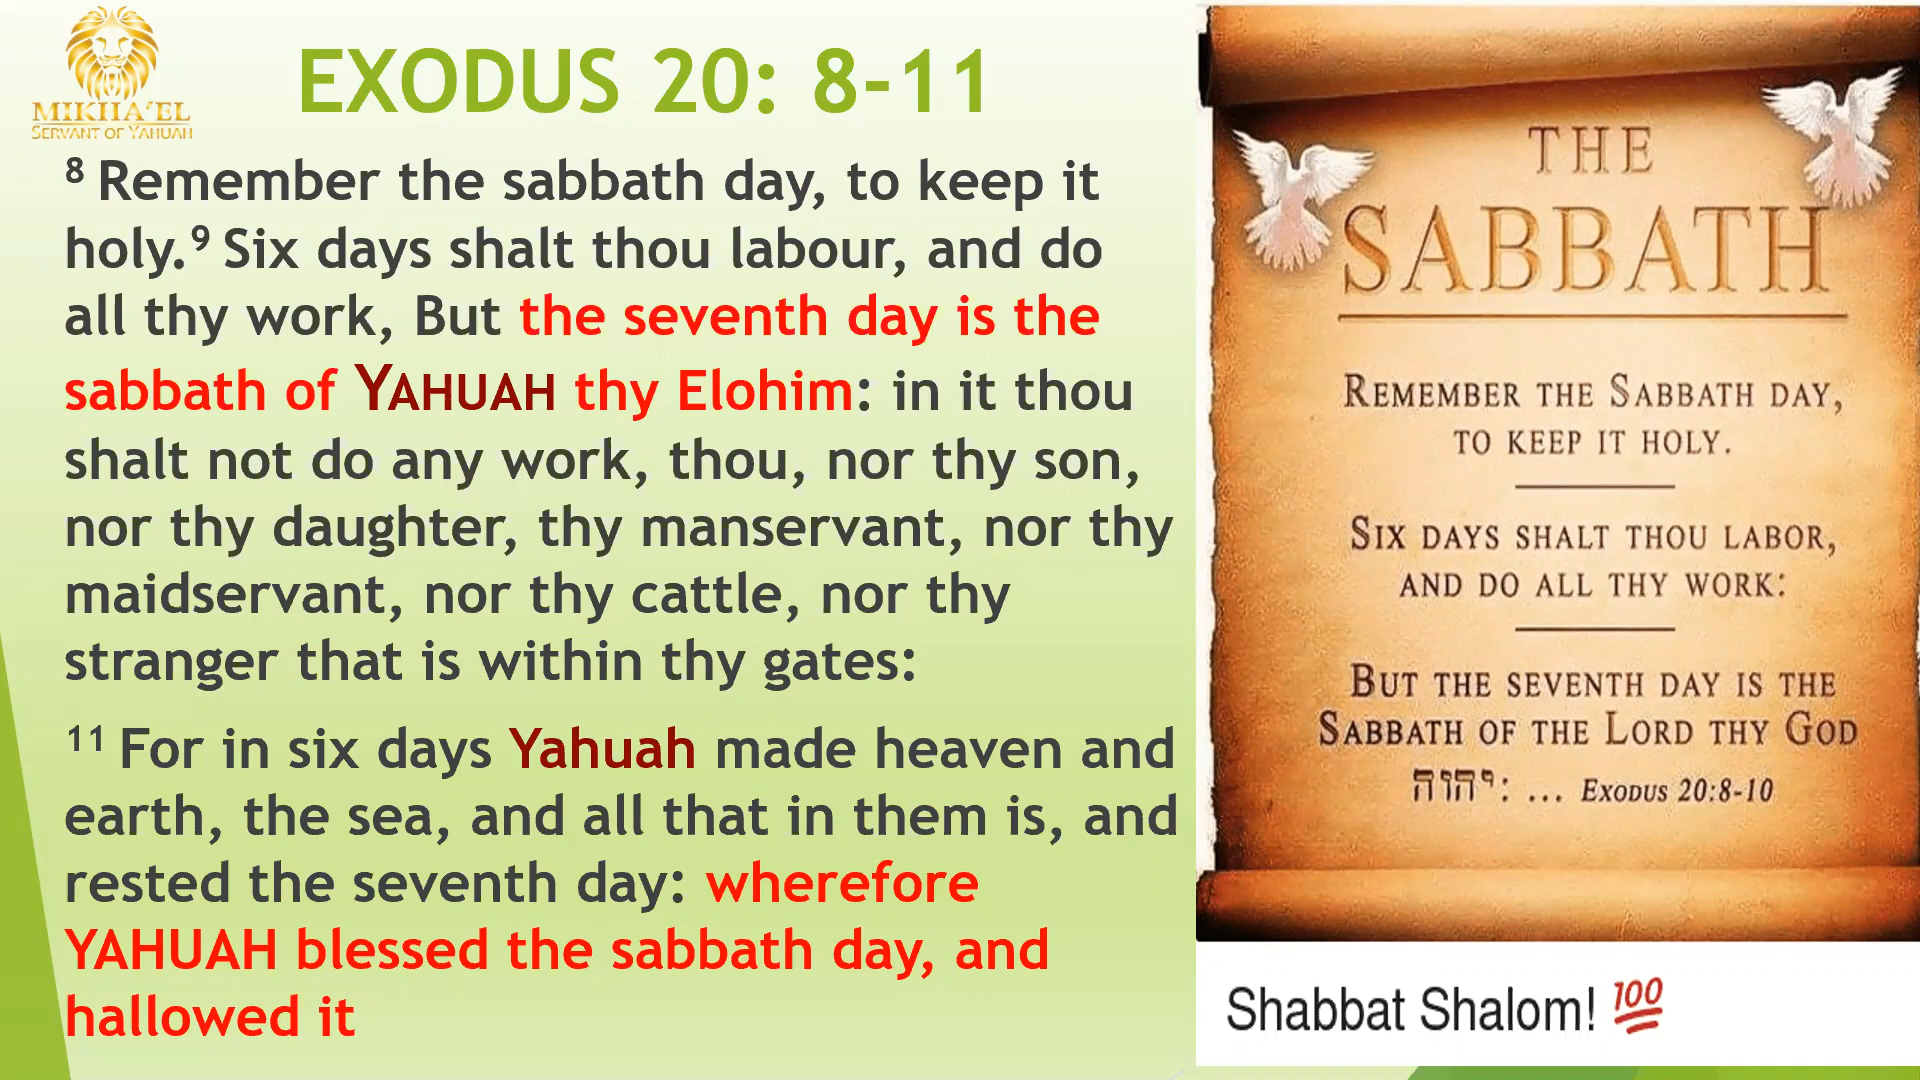 MIKHA'EL
SERVANT OF YAHUAH
EXODUS 20: 8-11
8 Remember the sabbath day, to keep it
holy.9 Six days shalt thou labour, and do
all thy work, But the seventh day is the
sabbath of YAHUAH thy Elohim: in it thou
shalt not do any work, thou, nor thy son,
nor thy daughter, thy manservant, nor thy
maidservant, nor thy cattle, nor thy
stranger that is within thy gates:
11 For in six days Yahuah made heaven and
earth, the sea, and all that in them is, and
rested the seventh day: wherefore
YAHUAH blessed the sabbath day, and
hallowed it
THE
SABBATH
REMEMBER THE SABBATH DAY,
TO KEEP IT HOLY.
SIX DAYS SHALT THOU LABOR,
AND DO ALL THY WORK:
BUT THE SEVENTH DAY IS THE
SABBATH OF THE LORD THY GOD
יהוה: ... EXODUS 20:8-10
Shabbat Shalom! 💯